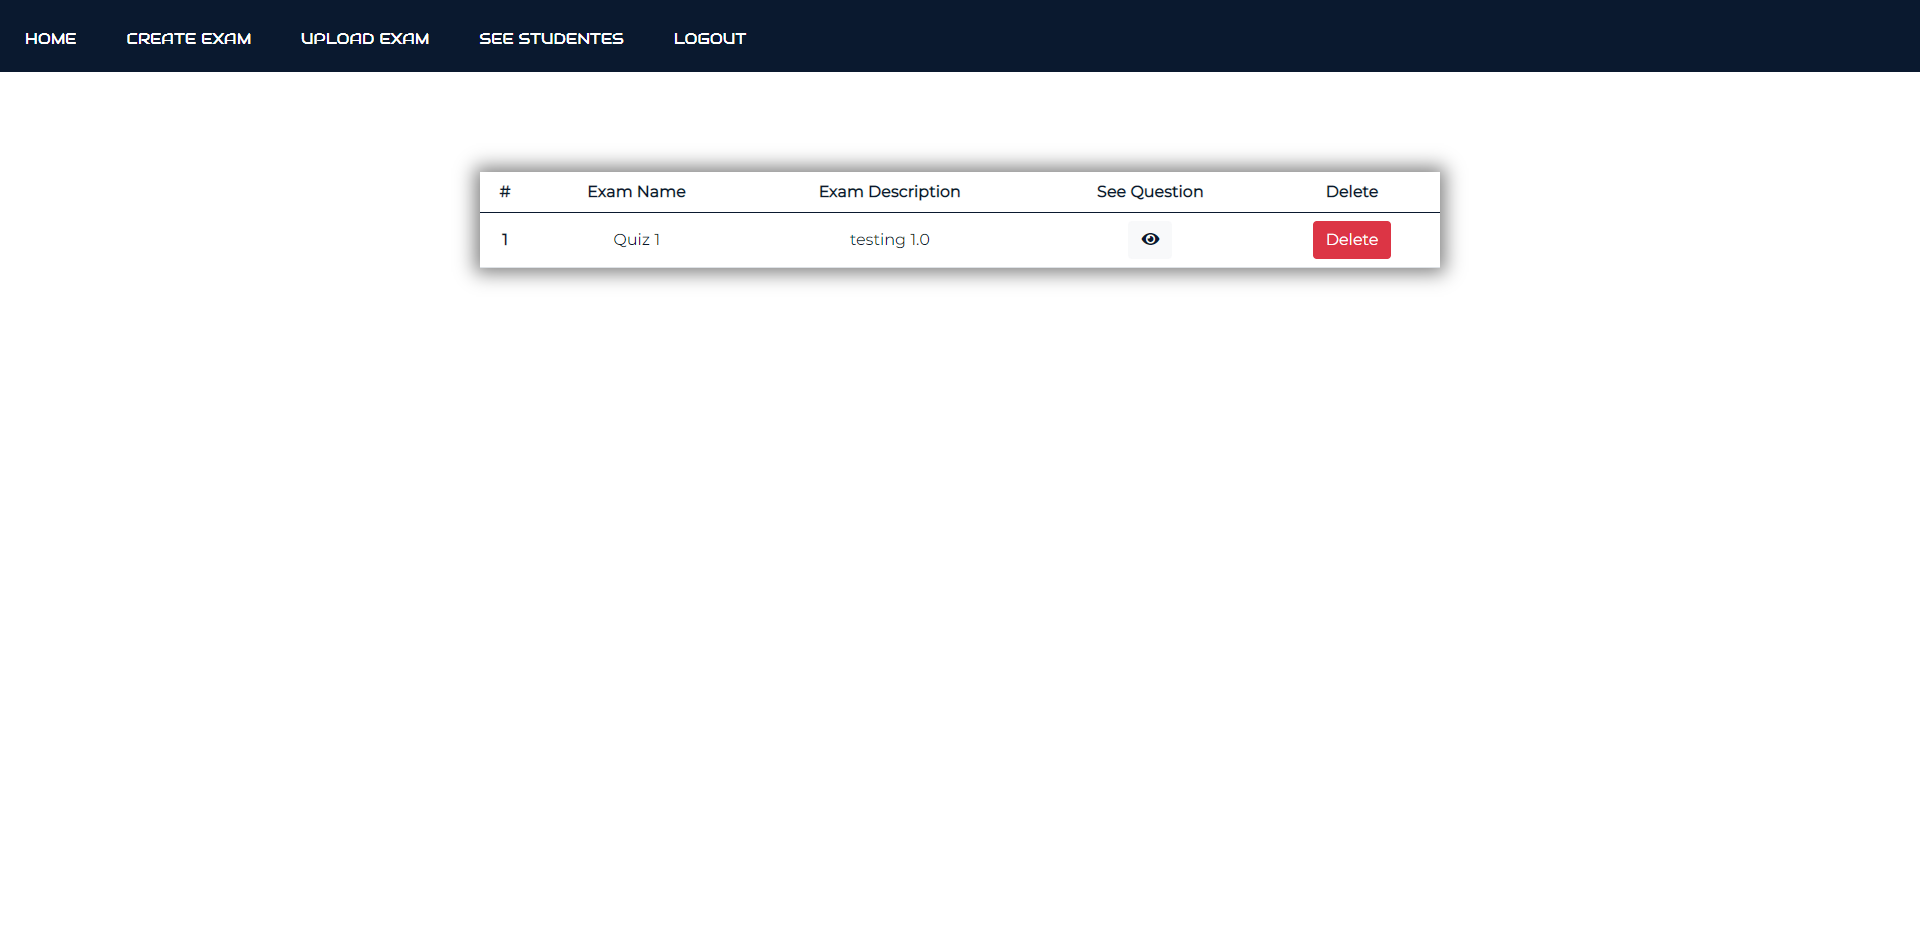 HOME CREATE EXAM UPLOAD EXAM SEE STUDENTES LOGOUT
# Exam Name Exam Description See Question Delete
1 Quiz 1 testing 1.0 Delete